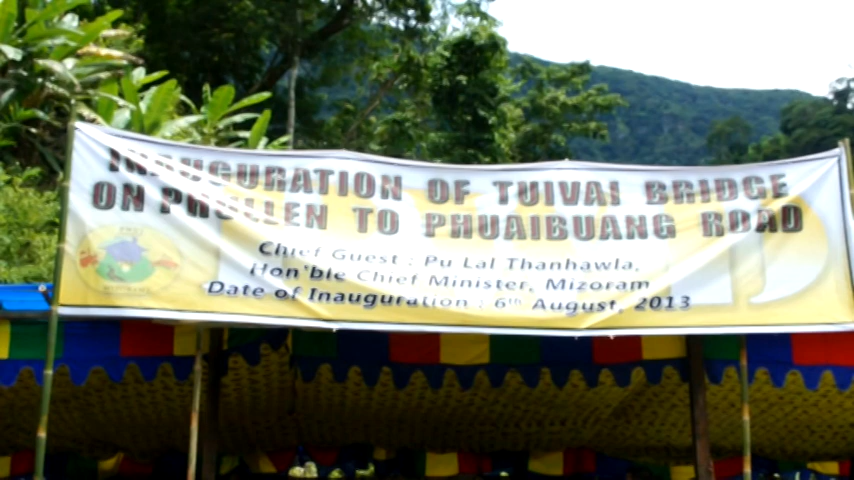 INAUGURATION OF TUIVAI BRIDGE
ON PHULLEN TO PHUAIBUANG ROAD
Chief Guest : Pu Lal Thanhawla,
Hon'ble Chief Minister, Mizoram
Date of Inauguration : 6th August, 2013